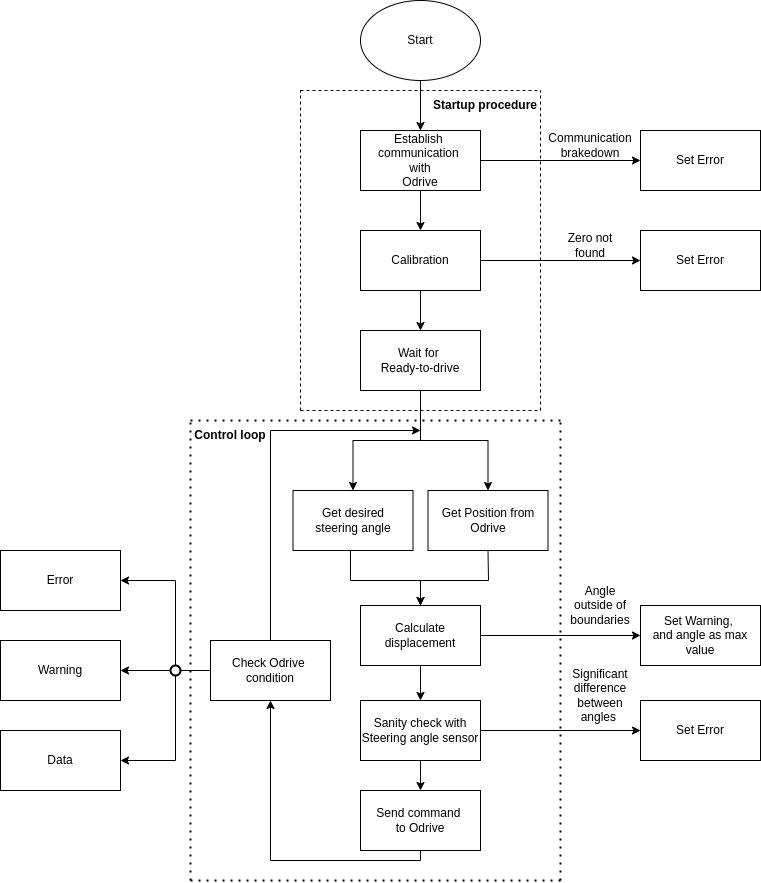 Start
Startup procedure
Establish
communication
with
Odrive
Communication
brakedown
Set Error
Calibration
Zero not
found
Set Error
Wait for
Ready-to-drive
Control loop
Get desired
steering angle
Get Position from
Odrive
Error
Warning
Data
Check Odrive
condition
Calculate
displacement
Angle
outside of
boundaries
Set Warning,
and angle as max
value
Sanity check with
Steering angle sensor
Significant
difference
between
angles
Set Error
Send command
to Odrive